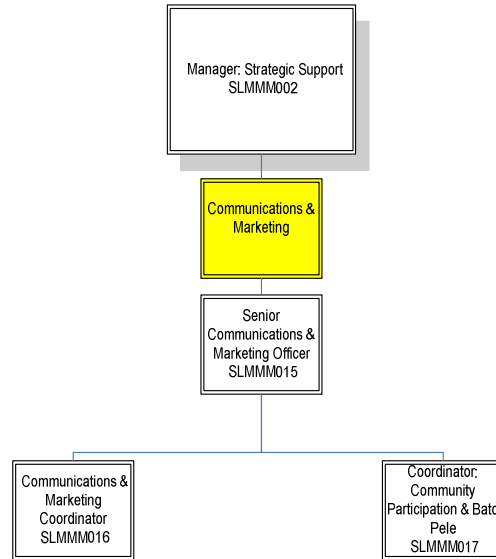 Manager: Strategic Support
SLMMM002
Communications &
Marketing
Senior
Communications &
Marketing Officer
SLMMM015
Communications &
Marketing
Coordinator
SLMMM016
Coordinator:
Community
Participation & Bato
Pele
SLMMM017